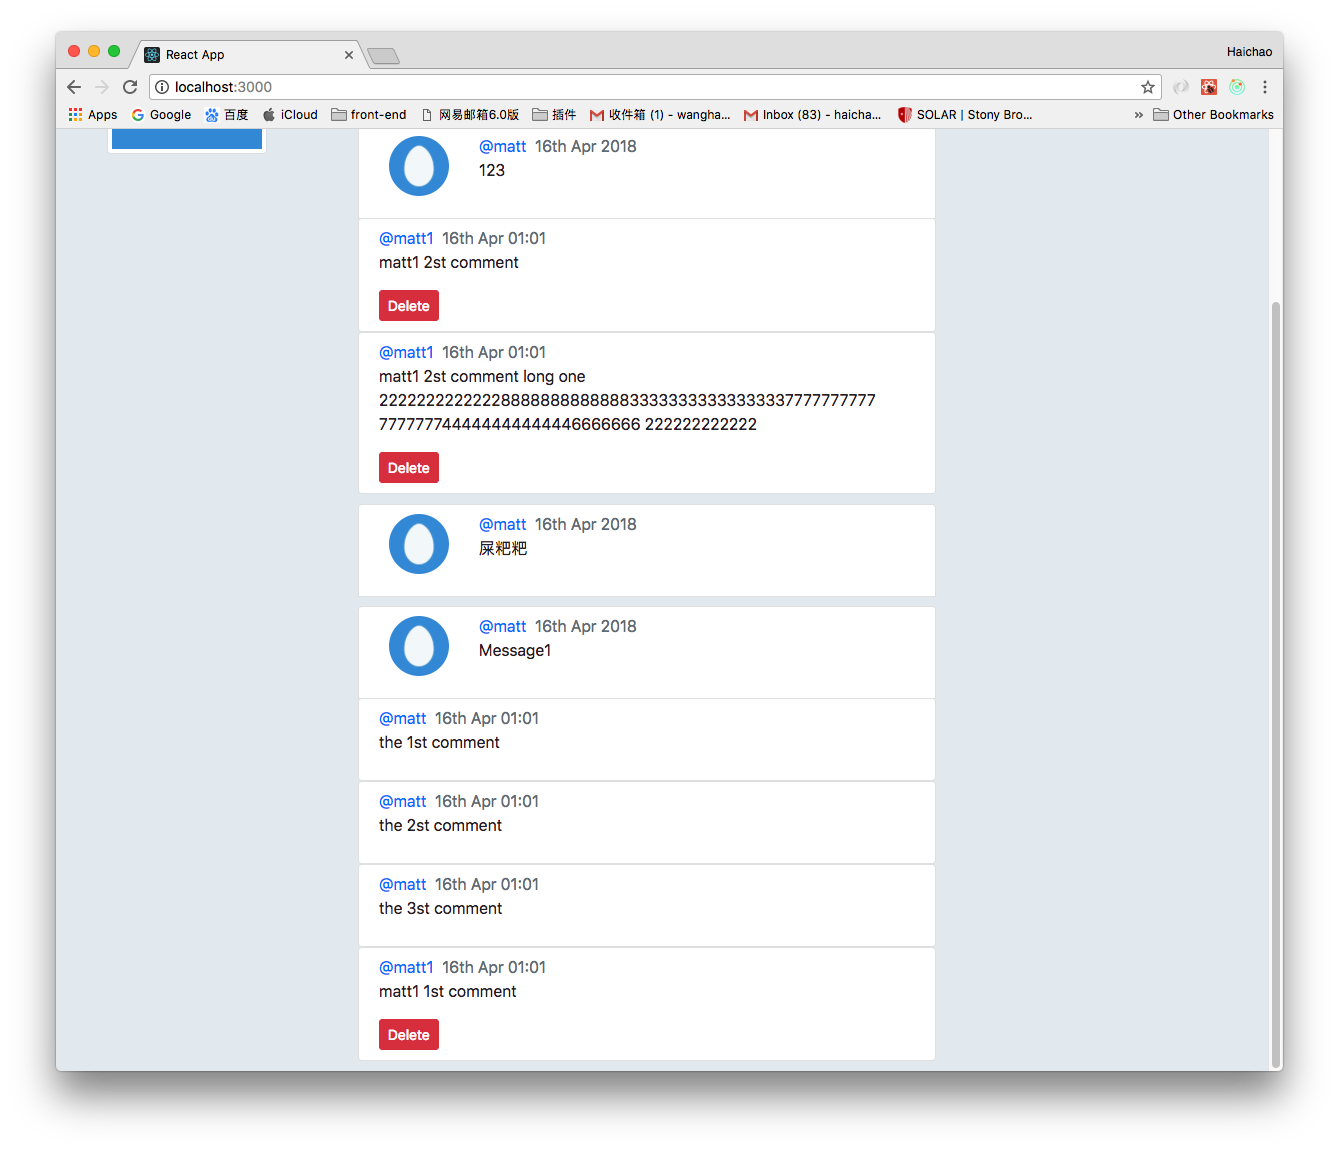 React App
Haichao
localhost:3000
Apps Google 百度 iCloud front-end 网易邮箱6.0版 插件 收件箱 (1) - wangha... Inbox (83) - haicha... SOLAR | Stony Bro... » Other Bookmarks
@matt 16th Apr 2018
123
@matt1 16th Apr 01:01
matt1 2st comment
Delete
@matt1 16th Apr 01:01
matt1 2st comment long one
222222222222288888888888888333333333333333337777777777
7777777444444444444446666666 222222222222
Delete
@matt 16th Apr 2018
屎粑粑
@matt 16th Apr 2018
Message1
@matt 16th Apr 01:01
the 1st comment
@matt 16th Apr 01:01
the 2st comment
@matt 16th Apr 01:01
the 3st comment
@matt1 16th Apr 01:01
matt1 1st comment
Delete